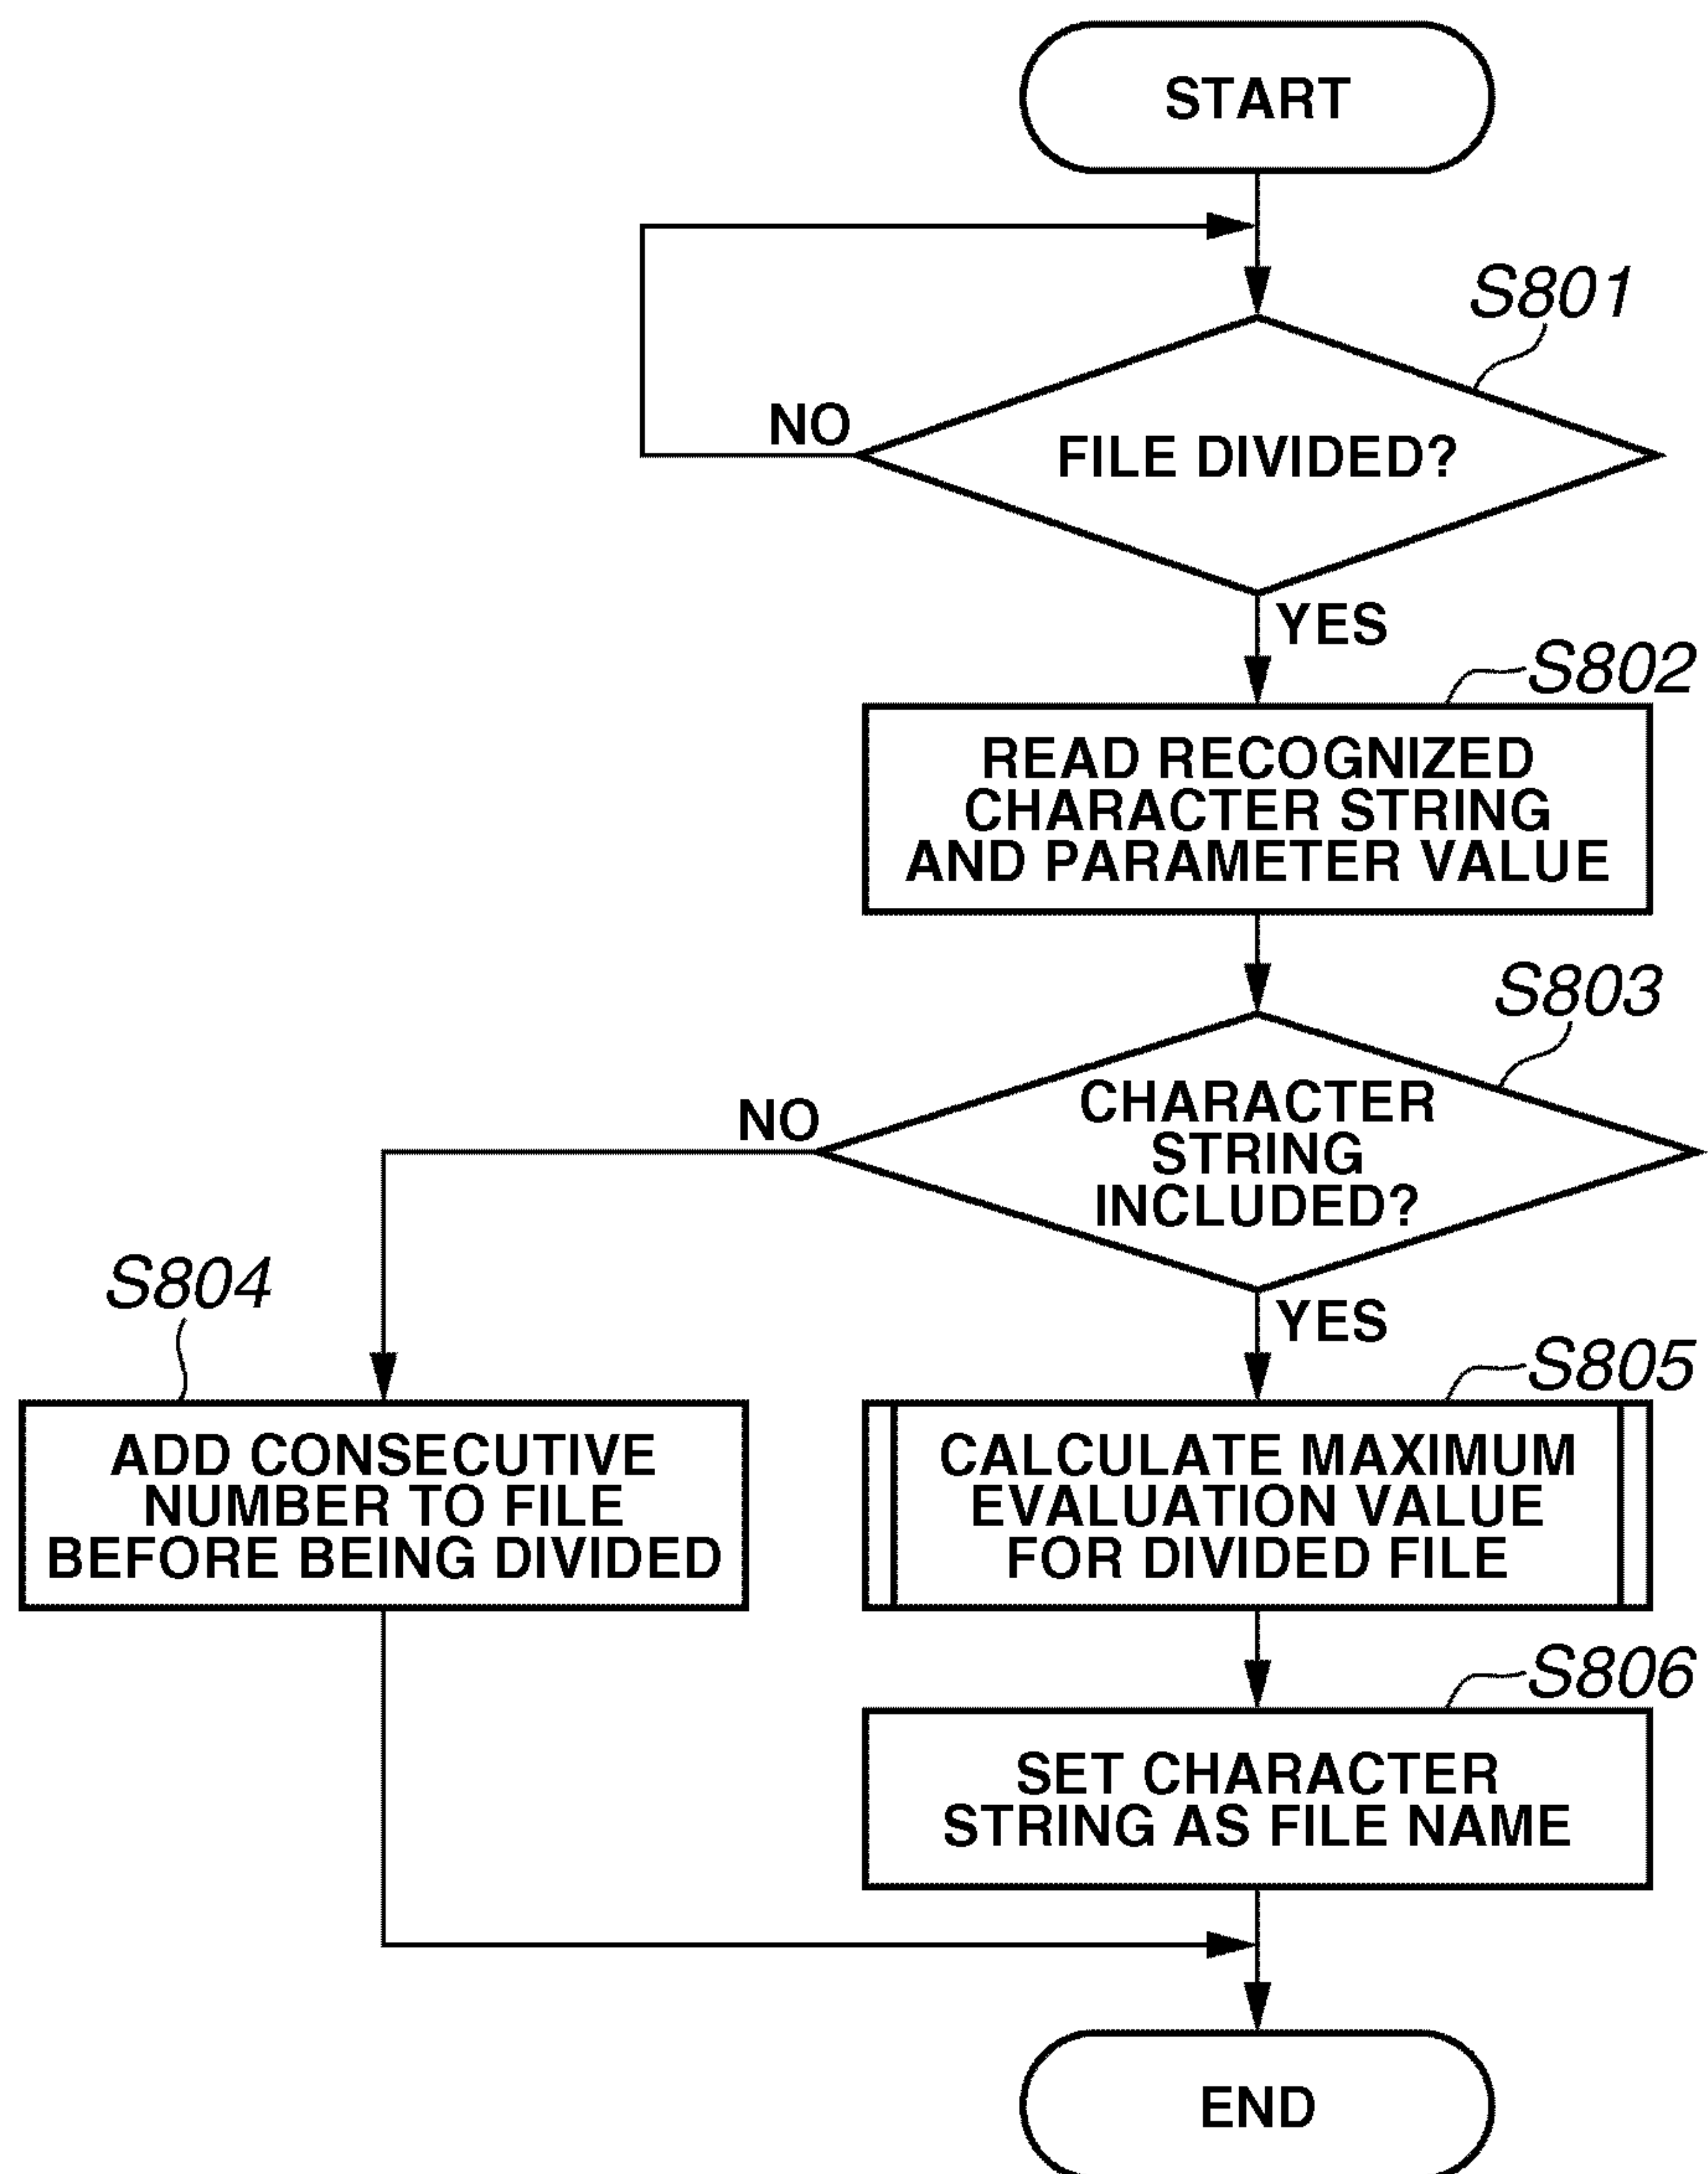 START
S801
NO
FILE DIVIDED?
YES
S802
READ RECOGNIZED
CHARACTER STRING
AND PARAMETER VALUE
S803
NO
CHARACTER
STRING
INCLUDED?
YES
S804
ADD CONSECUTIVE
NUMBER TO FILE
BEFORE BEING DIVIDED
S805
CALCULATE MAXIMUM
EVALUATION VALUE
FOR DIVIDED FILE
S806
SET CHARACTER
STRING AS FILE NAME
END